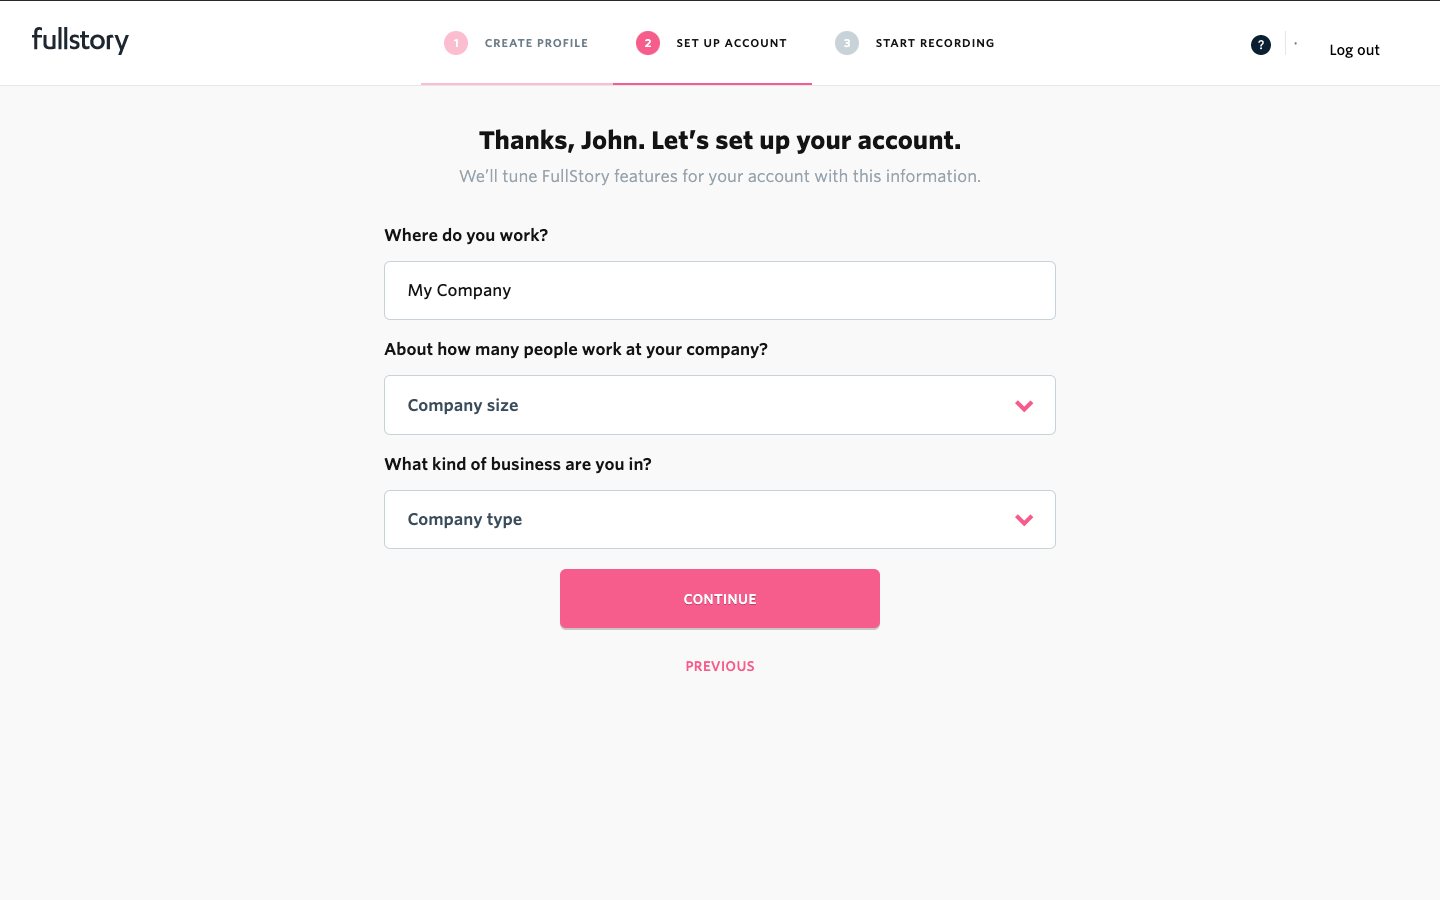 fullstory
1 CREATE PROFILE
2 SET UP ACCOUNT
3 START RECORDING
?
Log out
Thanks, John. Let’s set up your account.
We’ll tune FullStory features for your account with this information.
Where do you work?
My Company
About how many people work at your company?
Company size
What kind of business are you in?
Company type
CONTINUE
PREVIOUS